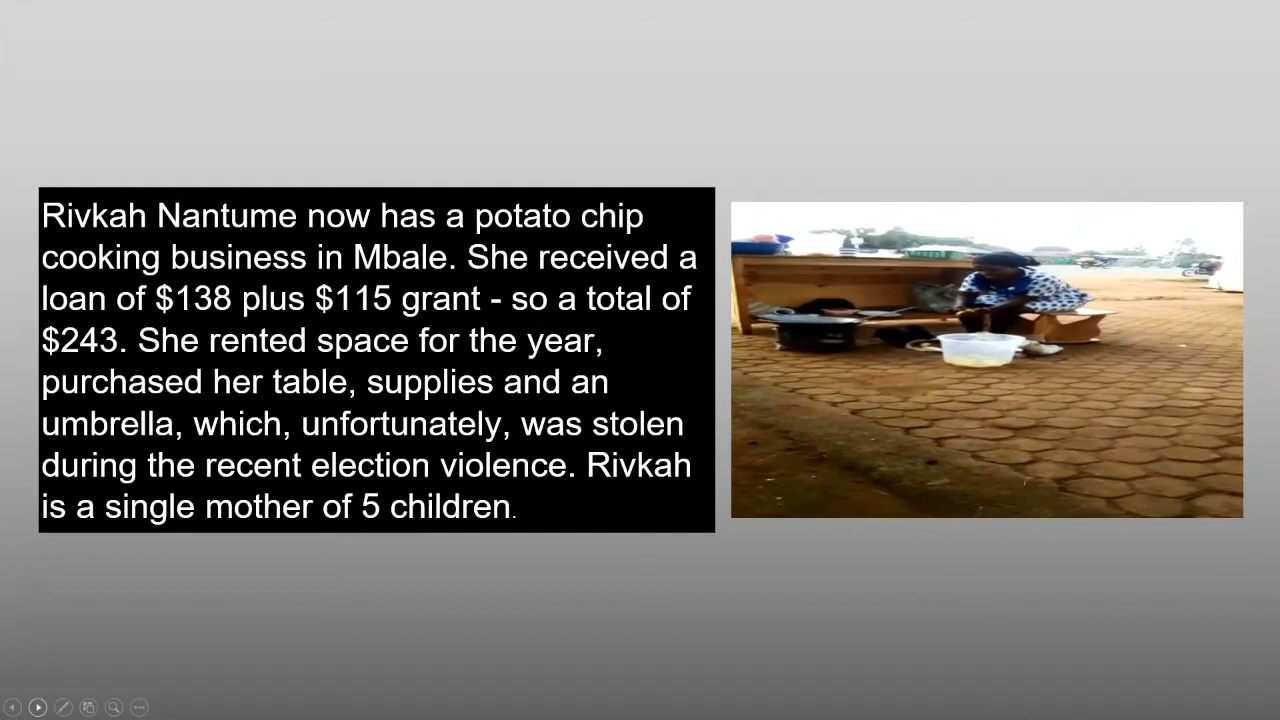 Rivkah Nantume now has a potato chip
cooking business in Mbale. She received a
loan of $138 plus $115 grant - so a total of
$243. She rented space for the year,
purchased her table, supplies and an
umbrella, which, unfortunately, was stolen
during the recent election violence. Rivkah
is a single mother of 5 children.